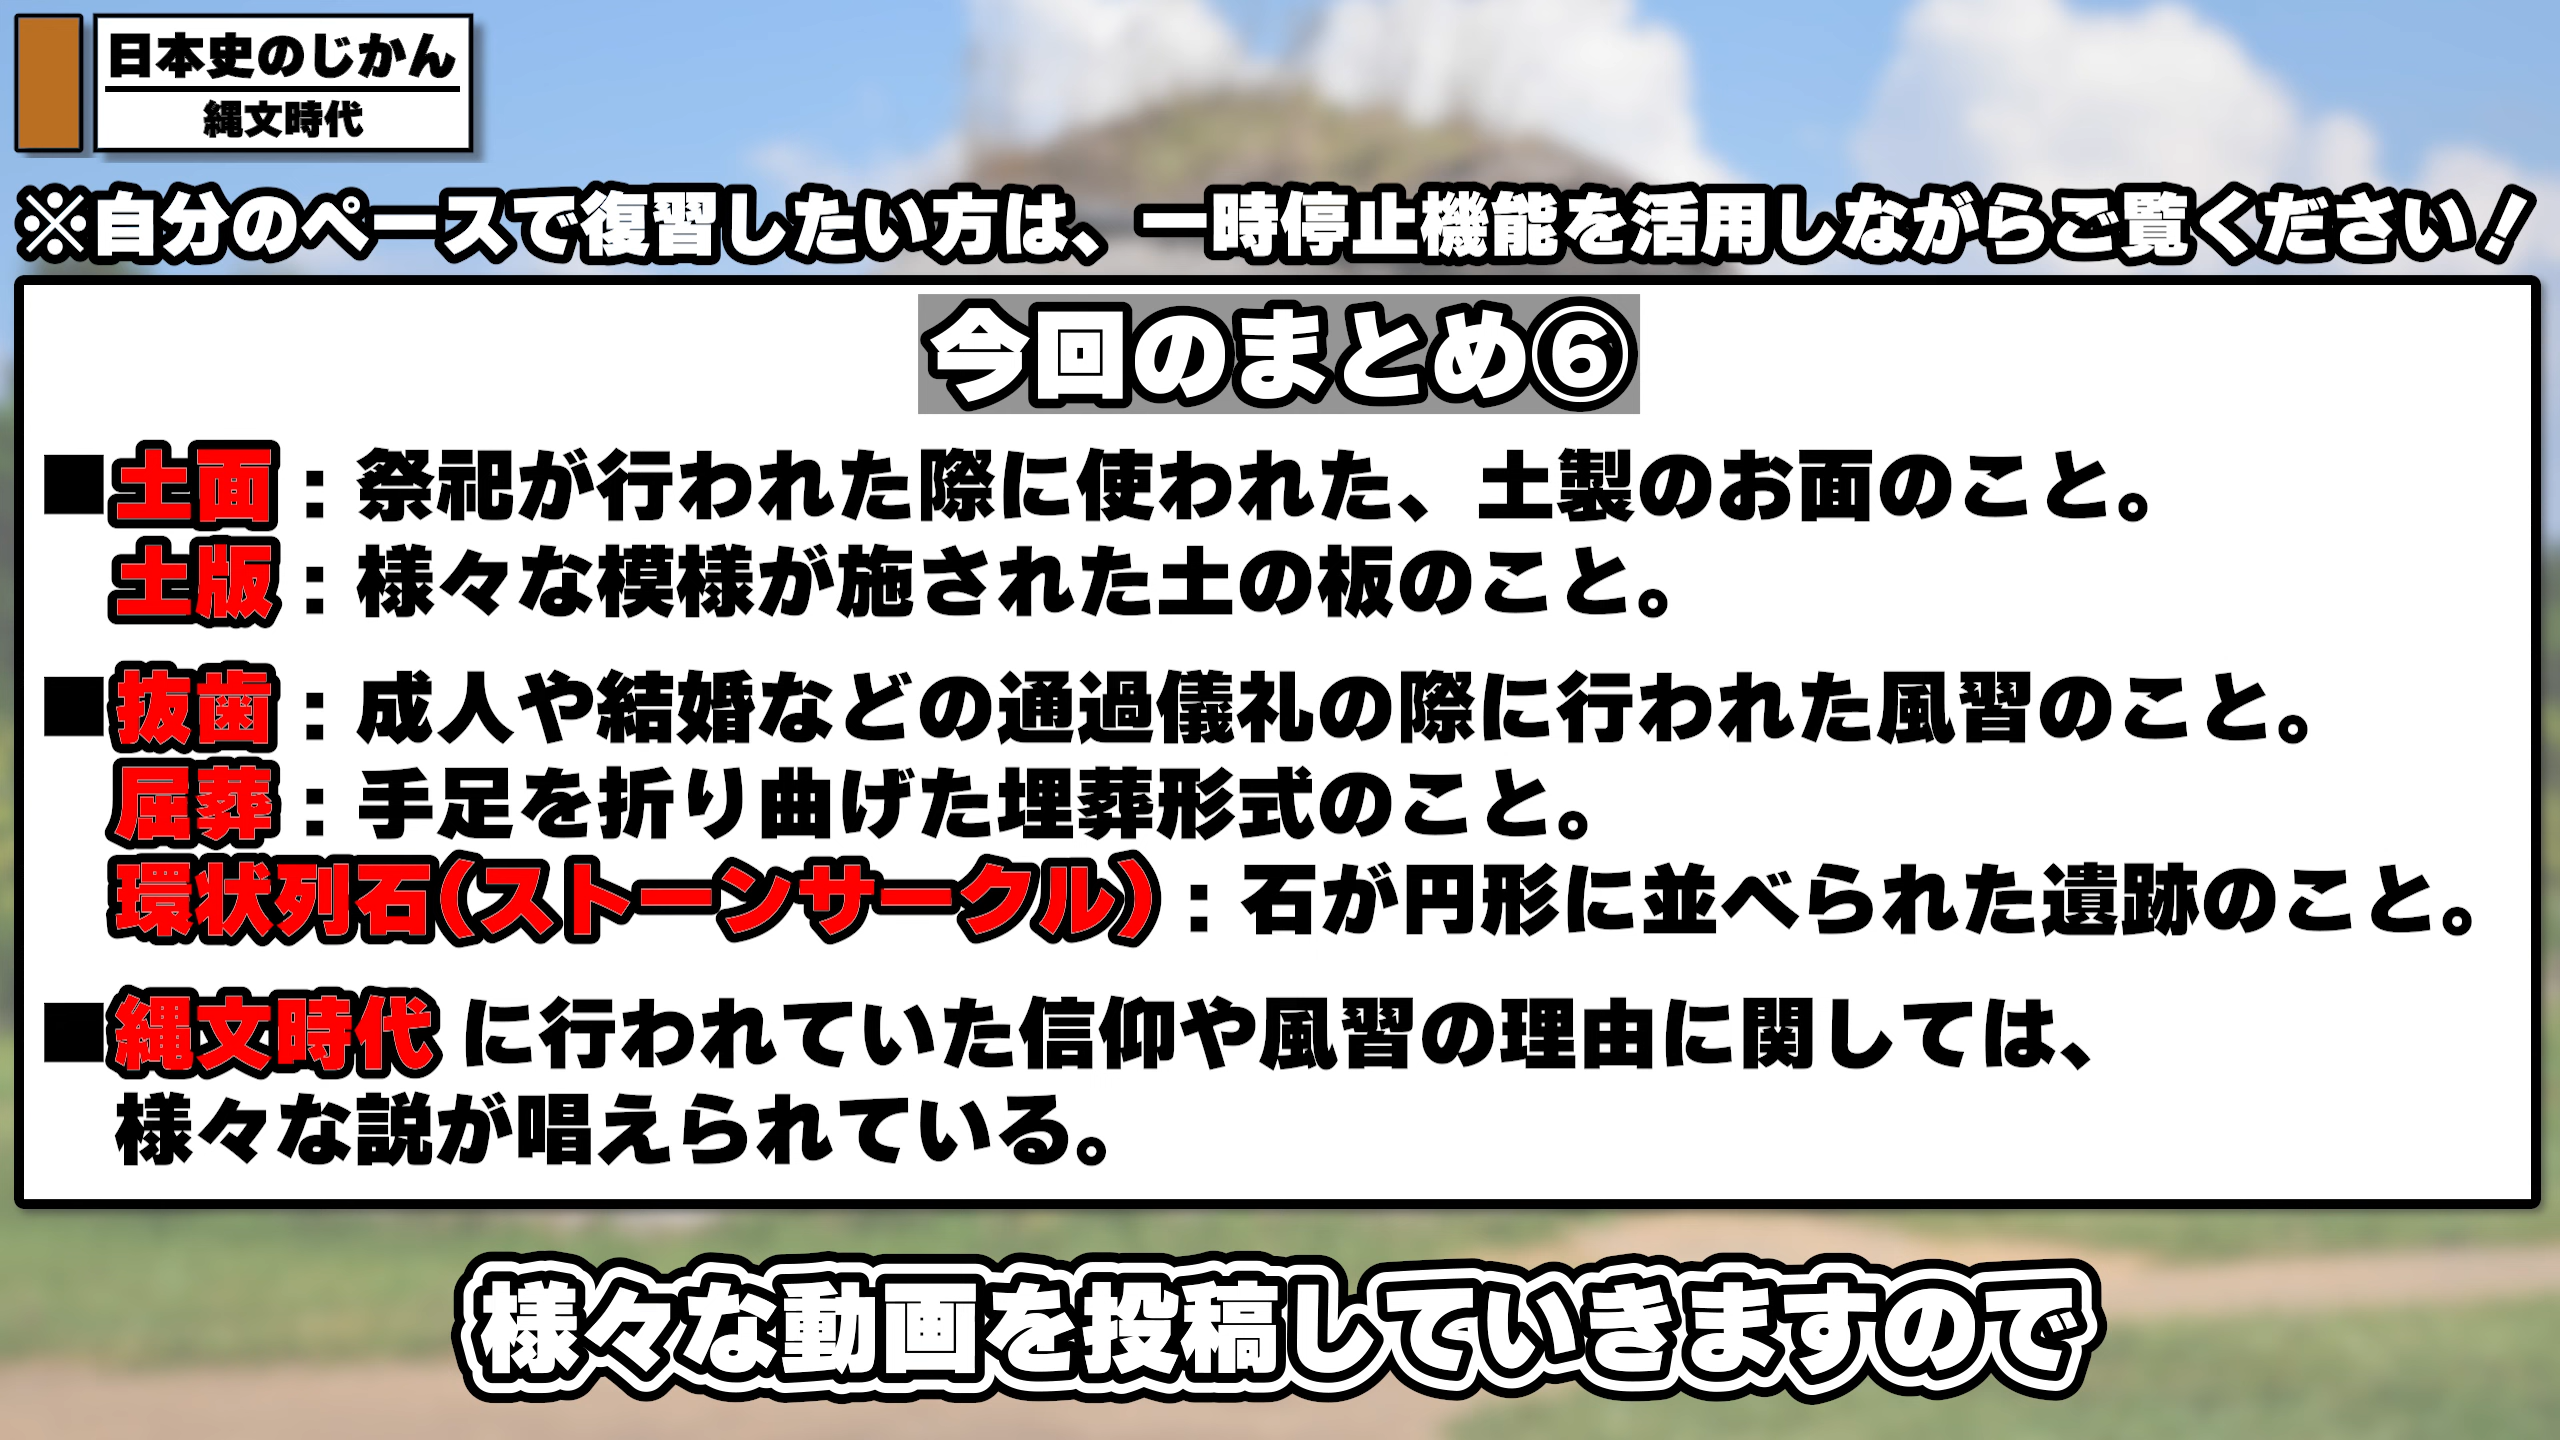 日本史のじかん
縄文時代
※自分のペースで復習したい方は、一時停止機能を活用しながらご覧ください！
今回のまとめ⑥
■土面：祭祀が行われた際に使われた、土製のお面のこと。
土版：様々な模様が施された土の板のこと。
■抜歯：成人や結婚などの通過儀礼の際に行われた風習のこと。
屈葬：手足を折り曲げた埋葬形式のこと。
環状列石(ストーンサークル)：石が円形に並べられた遺跡のこと。
■縄文時代 に行われていた信仰や風習の理由に関しては、
様々な説が唱えられている。
様々な動画を投稿していきますので